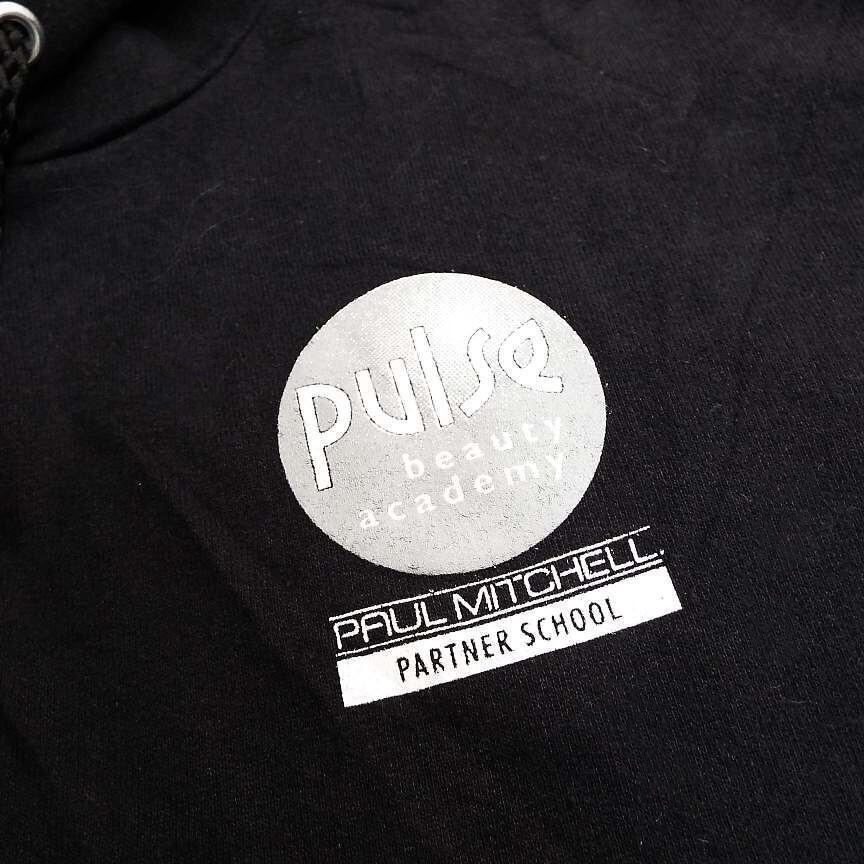 pulse
beauty
academy
PAUL MITCHELL.
PARTNER SCHOOL